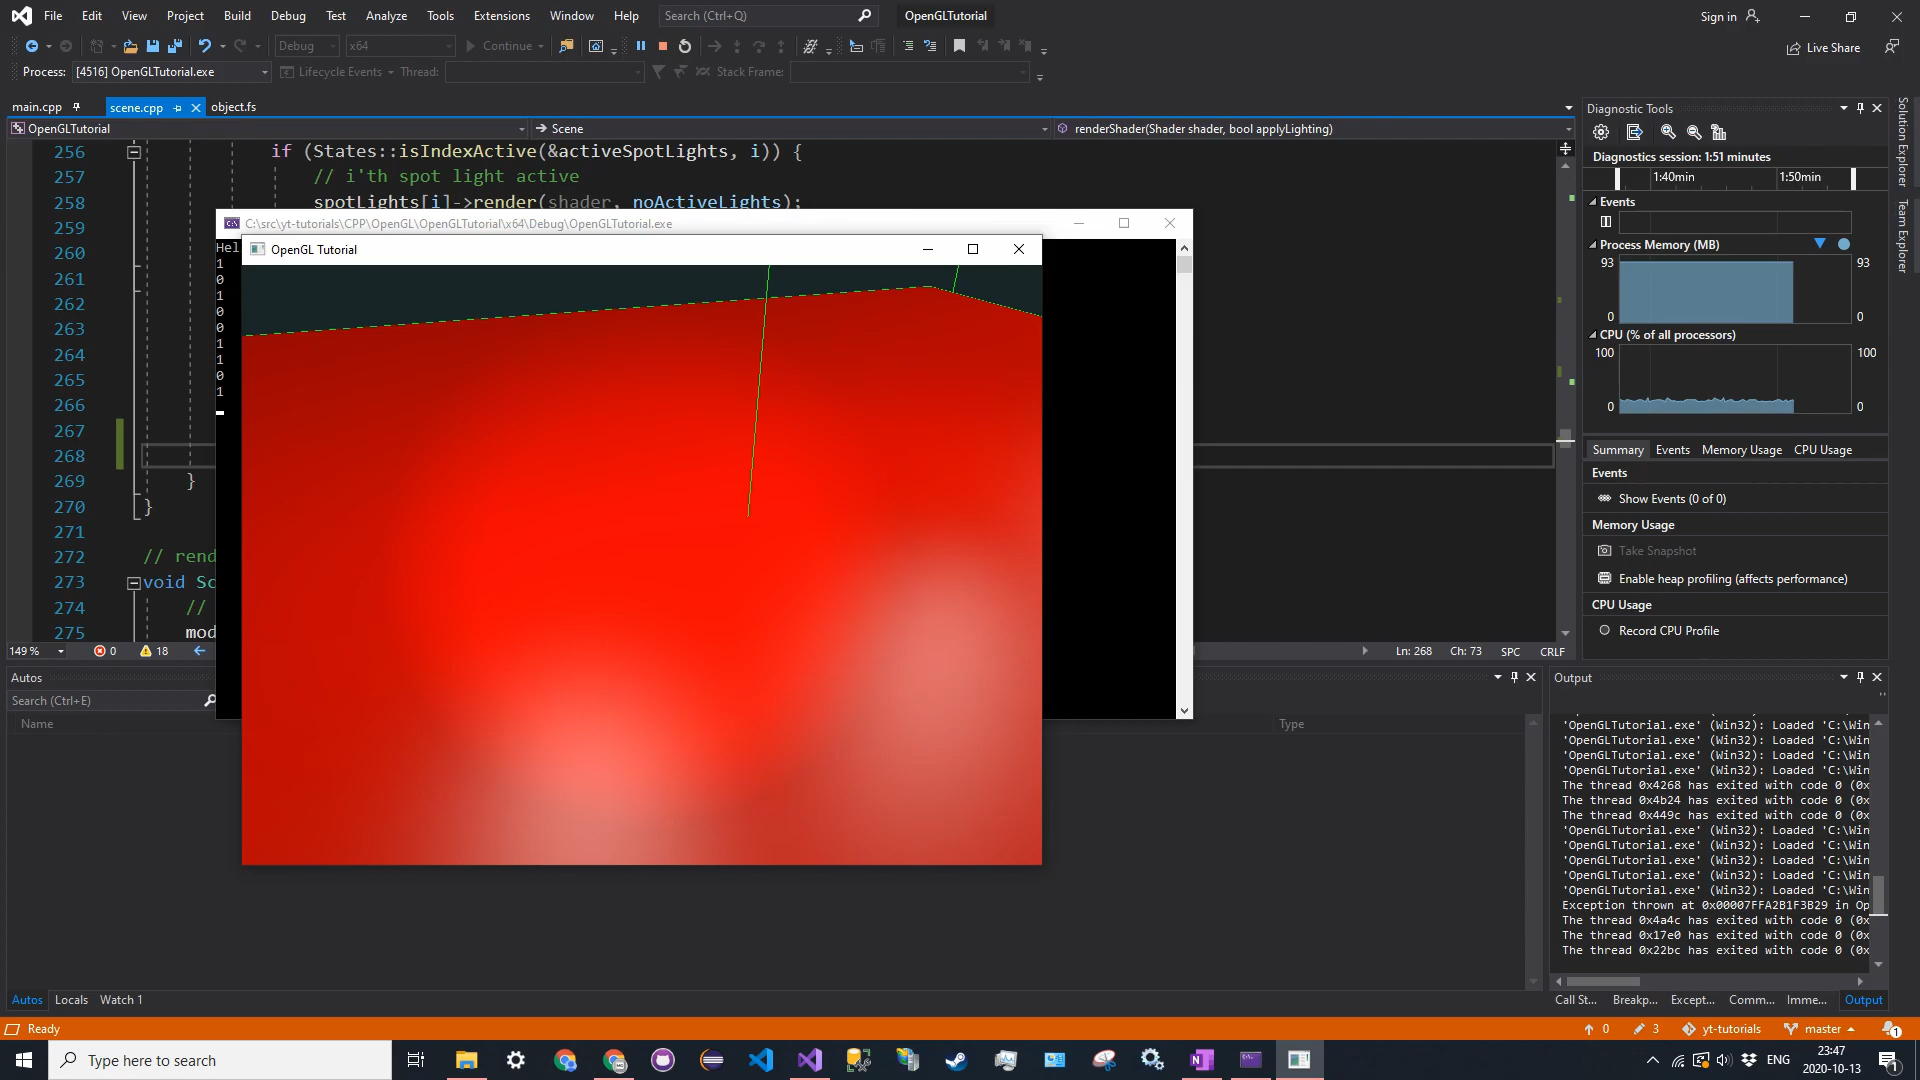 File Edit View Project Build Debug Test Analyze Tools Extensions Window Help Search (Ctrl+Q) OpenGLTutorial Sign in
Debug x64 Continue Live Share
Process: [4516] OpenGLTutorial.exe Lifecycle Events Thread: Stack Frame:
main.cpp scene.cpp object.fs
OpenGLTutorial Scene renderShader(Shader shader, bool applyLighting)
256 if (States::isIndexActive(&activeSpotLights, i)) {
257 // i'th spot light active
258 spotLights[i]->render(shader, noActiveLights);
259
260
261
262
263
264
265
266
267
268
269 }
270 }
271
272 // rend
273 void Sc
274 //
275 mod
149 % 0 18 Ln: 268 Ch: 73 SPC CRLF
C:\src\yt-tutorials\CPP\OpenGL\OpenGLTutorial\x64\Debug\OpenGLTutorial.exe
Hel
1
0
1
0
0
1
1
0
1
OpenGL Tutorial
Diagnostic Tools
Diagnostics session: 1:51 minutes
1:40min 1:50min
Events
Process Memory (MB)
93 93
0 0
CPU (% of all processors)
100 100
0 0
Summary Events Memory Usage CPU Usage
Events
Show Events (0 of 0)
Memory Usage
Take Snapshot
Enable heap profiling (affects performance)
CPU Usage
Record CPU Profile
Solution Explorer
Team Explorer
Autos
Search (Ctrl+E)
Name Type
Autos Locals Watch 1
Output
'OpenGLTutorial.exe' (Win32): Loaded 'C:\Win
'OpenGLTutorial.exe' (Win32): Loaded 'C:\Win
'OpenGLTutorial.exe' (Win32): Loaded 'C:\Win
'OpenGLTutorial.exe' (Win32): Loaded 'C:\Win
The thread 0x4268 has exited with code 0 (0x
The thread 0x4b24 has exited with code 0 (0x
The thread 0x449c has exited with code 0 (0x
'OpenGLTutorial.exe' (Win32): Loaded 'C:\Win
'OpenGLTutorial.exe' (Win32): Loaded 'C:\Win
'OpenGLTutorial.exe' (Win32): Loaded 'C:\Win
'OpenGLTutorial.exe' (Win32): Loaded 'C:\Win
'OpenGLTutorial.exe' (Win32): Loaded 'C:\Win
Exception thrown at 0x00007FFA2B1F3B29 in Op
The thread 0x4a4c has exited with code 0 (0x
The thread 0x17e0 has exited with code 0 (0x
The thread 0x22bc has exited with code 0 (0x
Call St... Breakp... Except... Comm... Imme... Output
Ready 0 3 yt-tutorials master 1
Type here to search ENG 23:47
2020-10-13 1